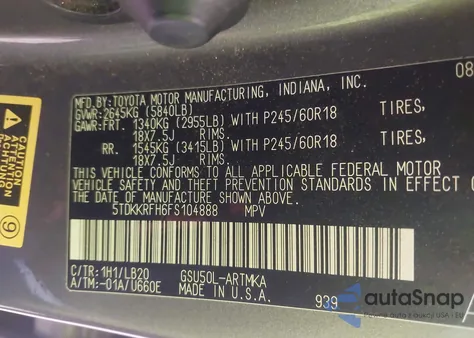 MFD. BY: TOYOTA MOTOR MANUFACTURING, INDIANA, INC. 08
GVWR: 2645KG (5840LB)
GAWR: FRT. 1340KG (2955LB) WITH P245/60R18 TIRES,
18X7.5J RIMS.
RR. 1545KG (3415LB) WITH P245/60R18 TIRES,
18X7.5J RIMS.
THIS VEHICLE CONFORMS TO ALL APPLICABLE FEDERAL MOTOR
VEHICLE SAFETY AND THEFT PREVENTION STANDARDS IN EFFECT O
THE DATE OF MANUFACTURE SHOWN ABOVE.
5TDKKRFH6FS104888 MPV
C/TR: 1H1/LB20 GSU50L-ARTMKA
A/TM: -01A/U660E MADE IN U.S.A. 939
CAUTION
ATTENTION
9
autoSnap